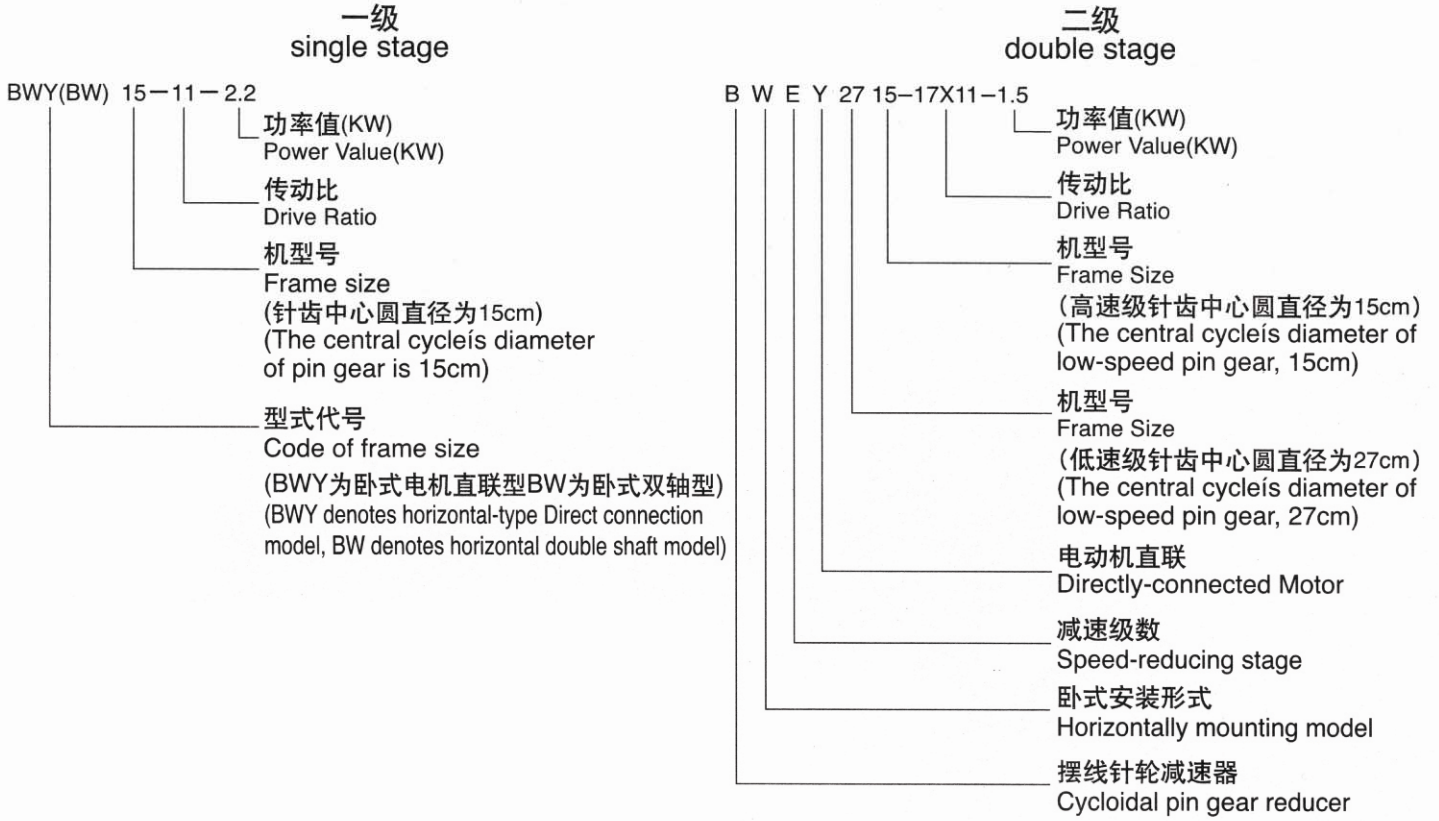 一级
single stage
BWY(BW) 15－11－2.2
功率值(KW)
Power Value(KW)
传动比
Drive Ratio
机型号
Frame size
(针齿中心圆直径为15cm)
(The central cycleís diameter
of pin gear is 15cm)
型式代号
Code of frame size
(BWY为卧式电机直联型BW为卧式双轴型)
(BWY denotes horizontal-type Direct connection
model, BW denotes horizontal double shaft model)
二级
double stage
B W E Y 27 15–17X11–1.5
功率值(KW)
Power Value(KW)
传动比
Drive Ratio
机型号
Frame Size
(高速级针齿中心圆直径为15cm)
(The central cycleís diameter of
low-speed pin gear, 15cm)
机型号
Frame Size
(低速级针齿中心圆直径为27cm)
(The central cycleís diameter of
low-speed pin gear, 27cm)
电动机直联
Directly-connected Motor
减速级数
Speed-reducing stage
卧式安装形式
Horizontally mounting model
摆线针轮减速器
Cycloidal pin gear reducer